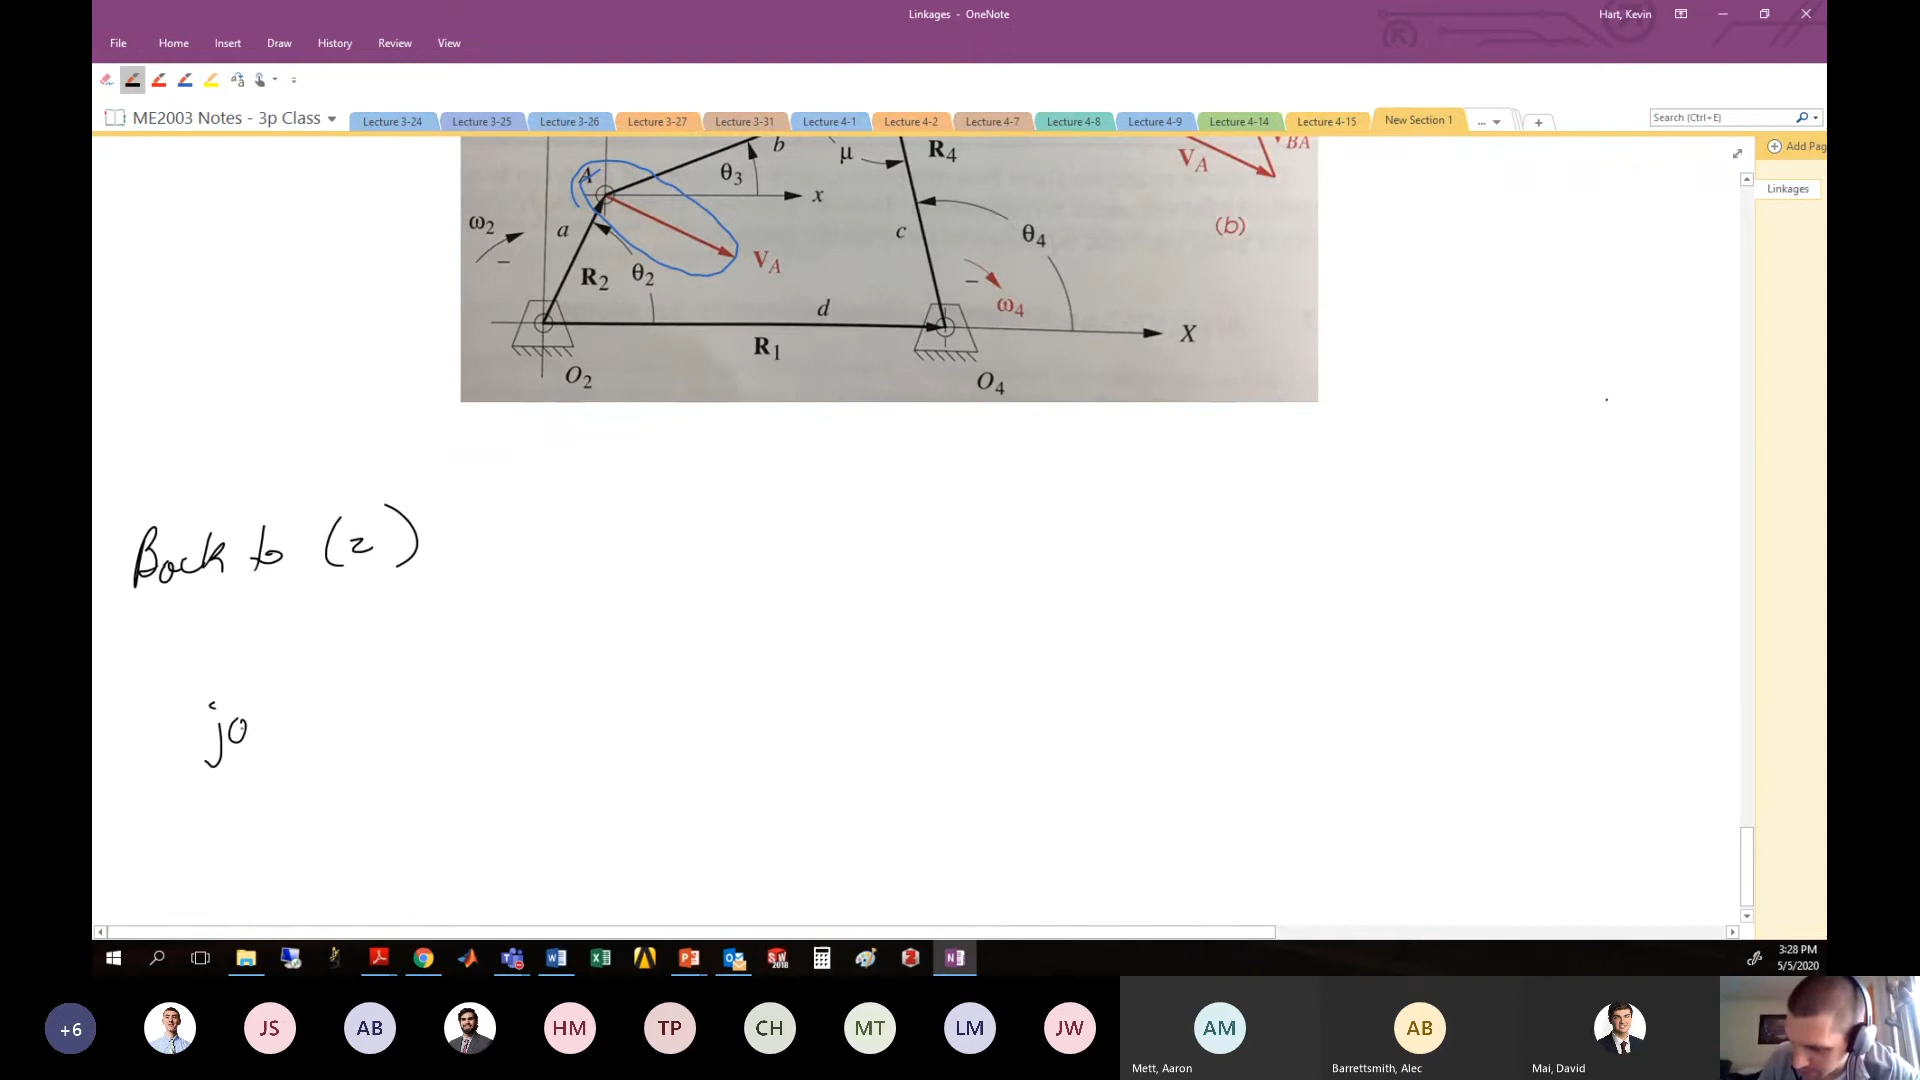 Linkages - OneNote
Hart, Kevin
File Home Insert Draw History Review View
ME2003 Notes - 3p Class
Lecture 3-24 Lecture 3-25 Lecture 3-26 Lecture 3-27 Lecture 3-31 Lecture 4-1 Lecture 4-2 Lecture 4-7 Lecture 4-8 Lecture 4-9 Lecture 4-14 Lecture 4-15 New Section 1 ...
Search (Ctrl+E)
Add Pag
Linkages
b
μ
R4
VA
BA
A
θ3
x
ω2
−
a
c
θ4
(b)
R2
θ2
VA
−
ω4
d
X
R1
O2
O4
Back to (2)
ja
3:28 PM
5/5/2020
+6 JS AB HM TP CH MT LM JW AM AB
Mett, Aaron
Barrettsmith, Alec
Mai, David